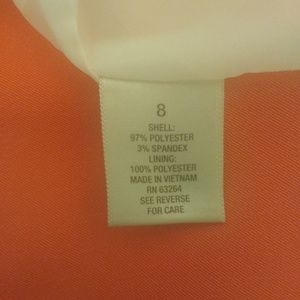 8
SHELL:
97% POLYESTER
3% SPANDEX
LINING:
100% POLYESTER
MADE IN VIETNAM
RN 63264
SEE REVERSE
FOR CARE